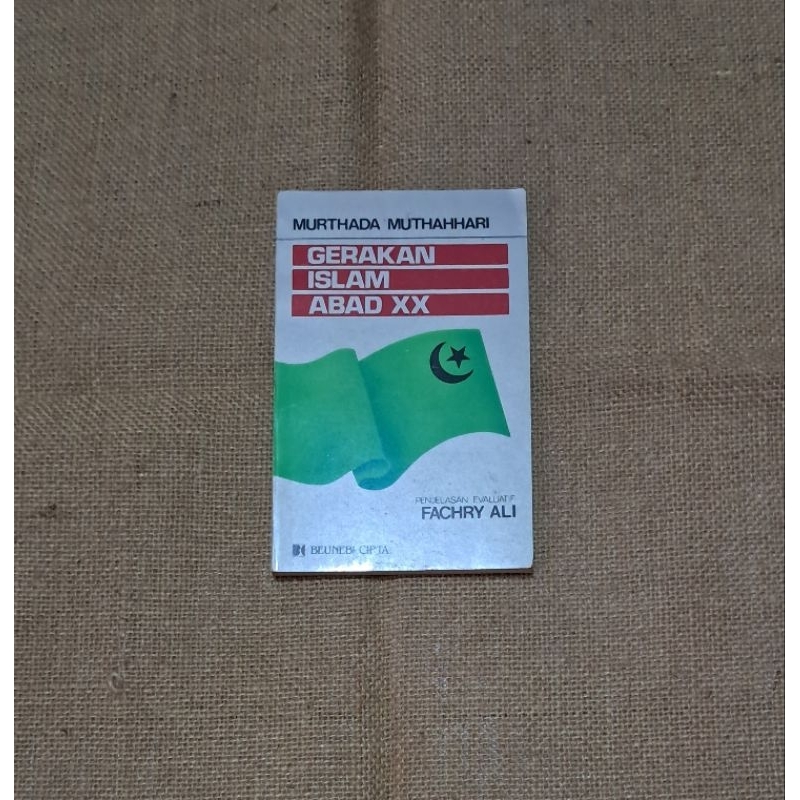 MURTHADA MUTHAHHARI
GERAKAN
ISLAM
ABAD XX
PENJELASAN EVALUATIF
FACHRY ALI
BEUNEBI CIPTA